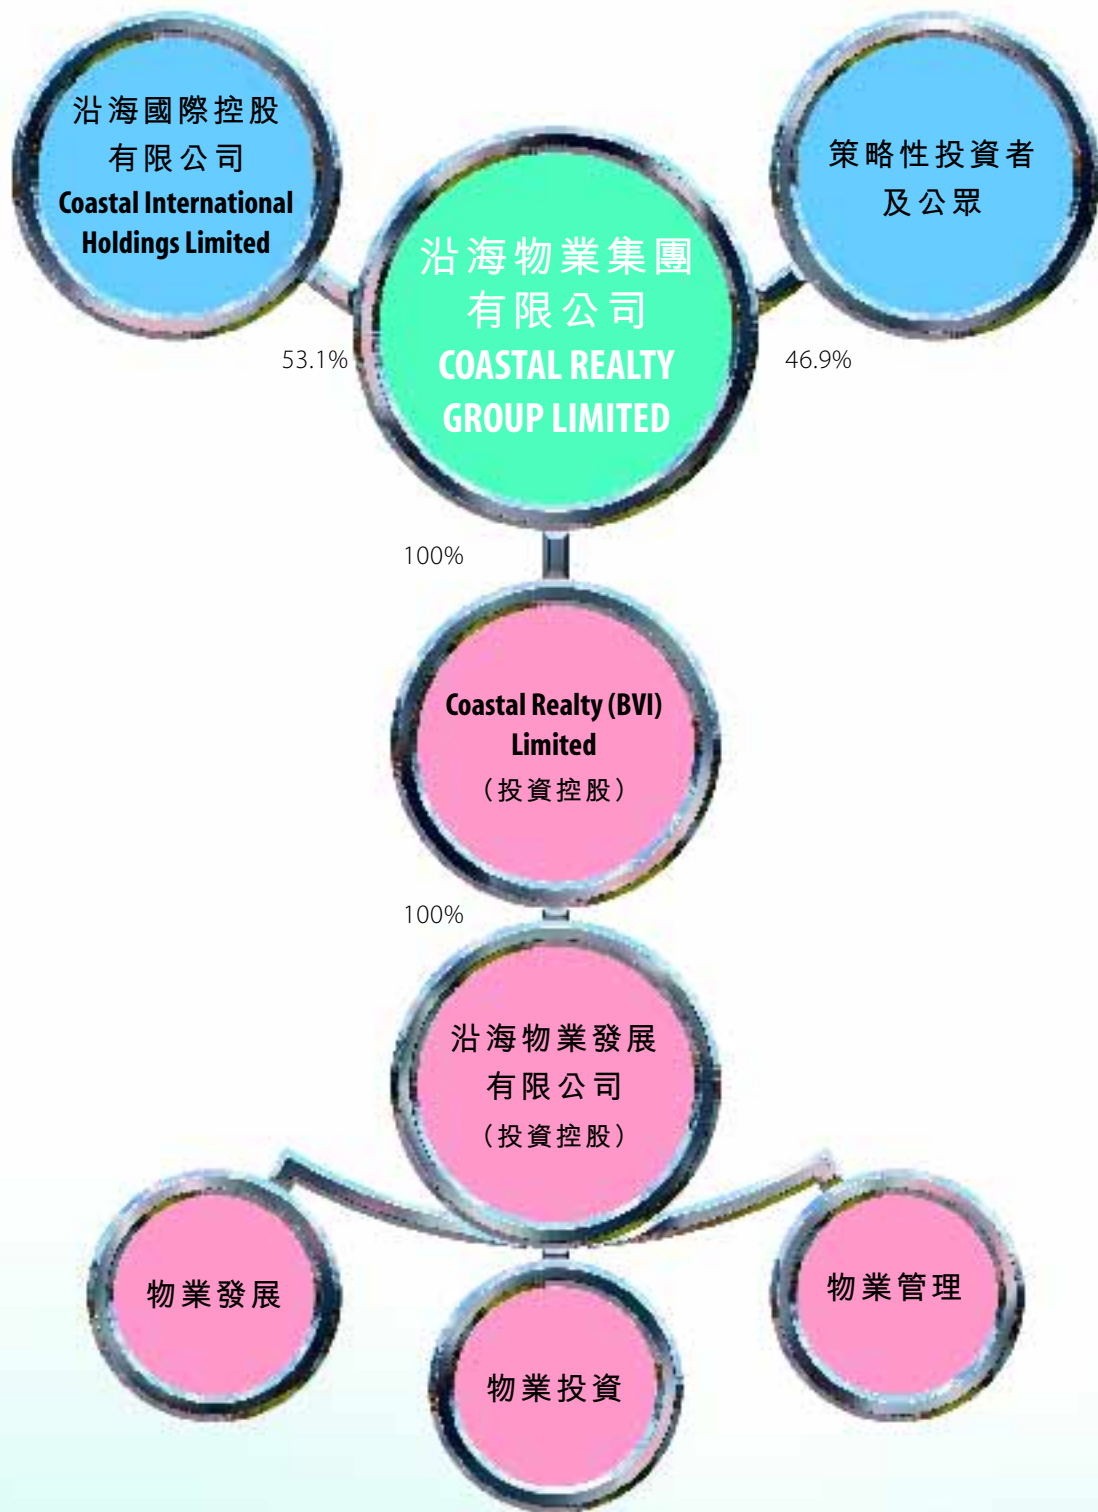 沿海國際控股
有限公司
Coastal International
Holdings Limited
策略性投資者
及公眾
沿海物業集團
有限公司
COASTAL REALTY
GROUP LIMITED
53.1%
46.9%
100%
Coastal Realty (BVI)
Limited
（投資控股）
100%
沿海物業發展
有限公司
（投資控股）
物業發展
物業投資
物業管理